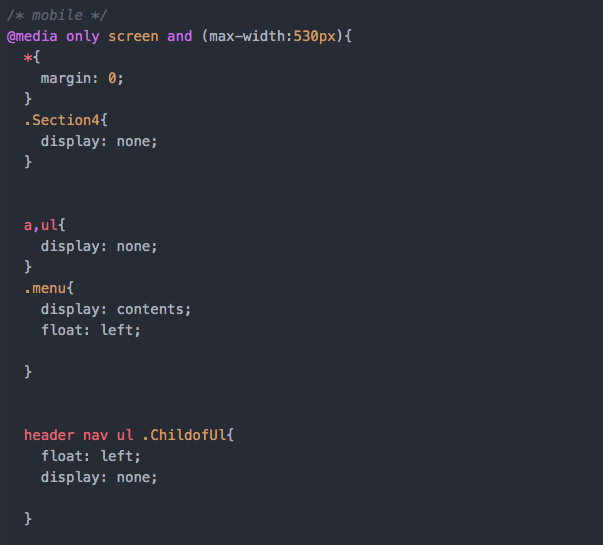 /* mobile */
@media only screen and (max-width:530px){
*{
margin: 0;
}
.Section4{
display: none;
}
a,ul{
display: none;
}
.menu{
display: contents;
float: left;
}
header nav ul .ChildofUl{
float: left;
display: none;
}